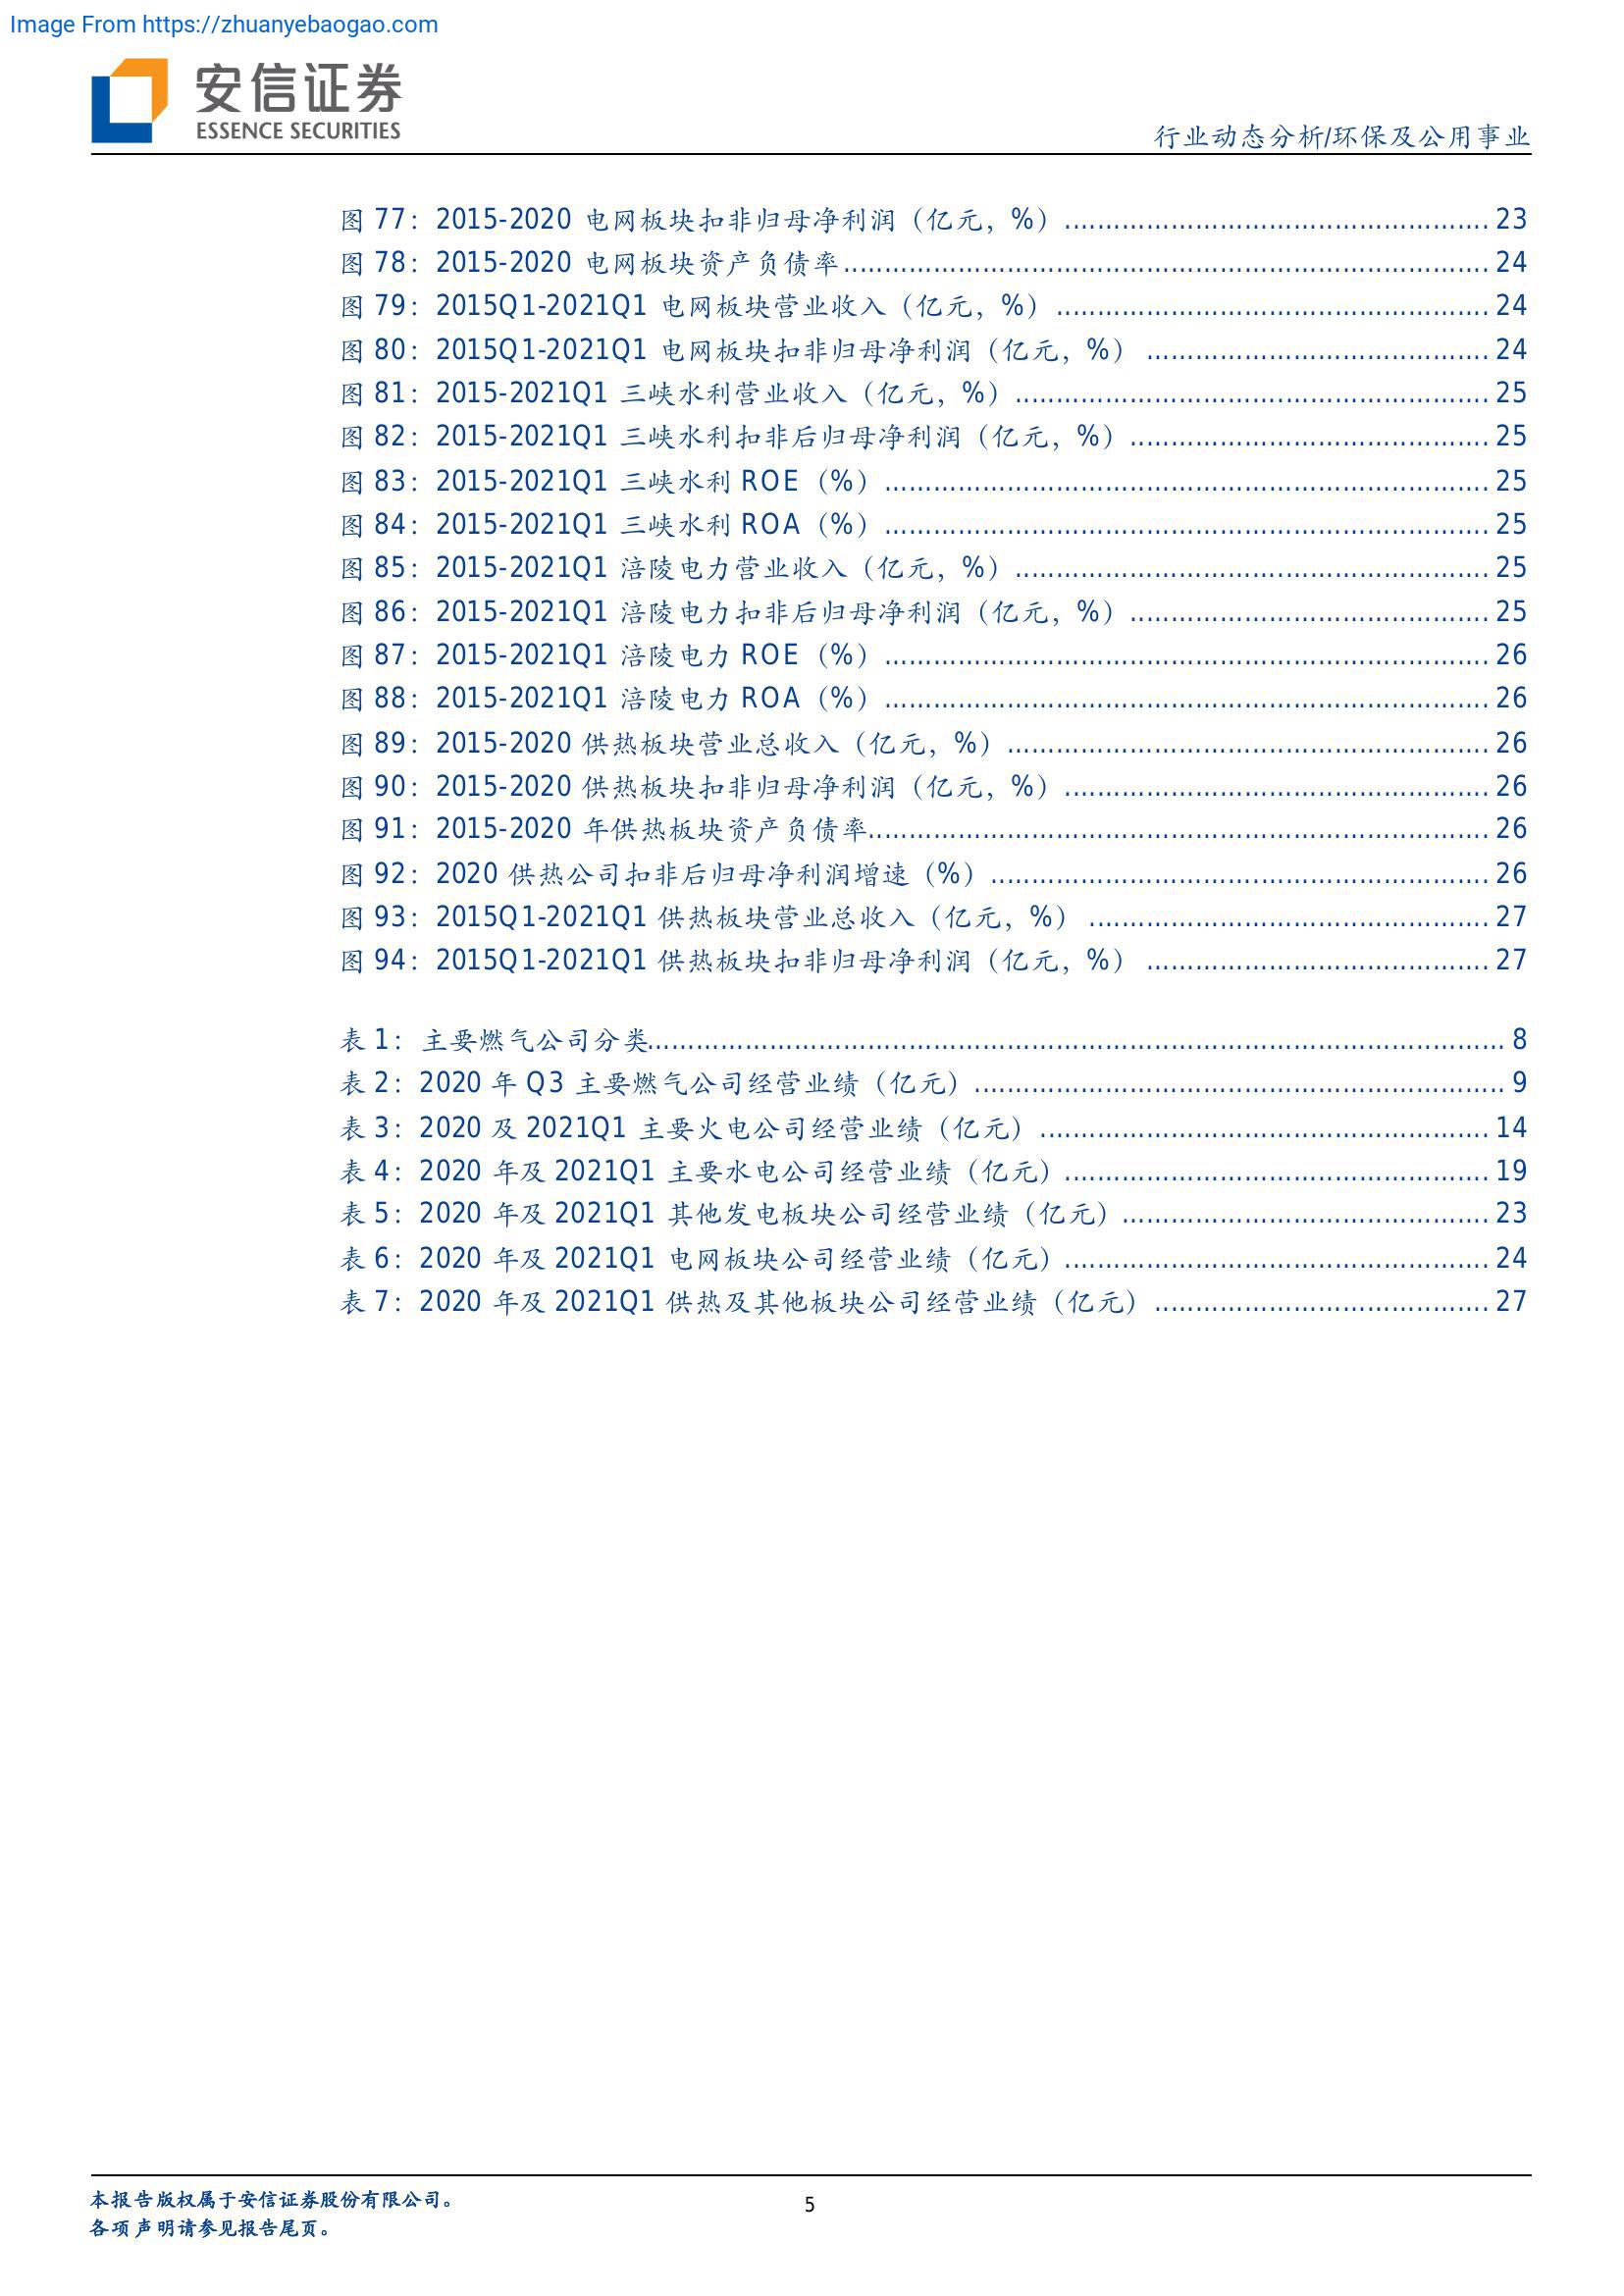 Image From https://zhuanyebaogao.com
安信证券
ESSENCE SECURITIES
行业动态分析/环保及公用事业
图 77：2015-2020 电网板块扣非归母净利润（亿元，%）........................................ 23
图 78：2015-2020 电网板块资产负债率........................................ 24
图 79：2015Q1-2021Q1 电网板块营业收入（亿元，%）........................................ 24
图 80：2015Q1-2021Q1 电网板块扣非归母净利润（亿元，%）........................................ 24
图 81：2015-2021Q1 三峡水利营业收入（亿元，%）........................................ 25
图 82：2015-2021Q1 三峡水利扣非后归母净利润（亿元，%）........................................ 25
图 83：2015-2021Q1 三峡水利 ROE（%）........................................ 25
图 84：2015-2021Q1 三峡水利 ROA（%）........................................ 25
图 85：2015-2021Q1 涪陵电力营业收入（亿元，%）........................................ 25
图 86：2015-2021Q1 涪陵电力扣非后归母净利润（亿元，%）........................................ 25
图 87：2015-2021Q1 涪陵电力 ROE（%）........................................ 26
图 88：2015-2021Q1 涪陵电力 ROA（%）........................................ 26
图 89：2015-2020 供热板块营业总收入（亿元，%）........................................ 26
图 90：2015-2020 供热板块扣非归母净利润（亿元，%）........................................ 26
图 91：2015-2020 年供热板块资产负债率........................................ 26
图 92：2020 供热公司扣非后归母净利润增速（%）........................................ 26
图 93：2015Q1-2021Q1 供热板块营业总收入（亿元，%）........................................ 27
图 94：2015Q1-2021Q1 供热板块扣非归母净利润（亿元，%）........................................ 27
表 1：主要燃气公司分类........................................ 8
表 2：2020 年 Q3 主要燃气公司经营业绩（亿元）........................................ 9
表 3：2020 及 2021Q1 主要火电公司经营业绩（亿元）........................................ 14
表 4：2020 年及 2021Q1 主要水电公司经营业绩（亿元）........................................ 19
表 5：2020 年及 2021Q1 其他发电板块公司经营业绩（亿元）........................................ 23
表 6：2020 年及 2021Q1 电网板块公司经营业绩（亿元）........................................ 24
表 7：2020 年及 2021Q1 供热及其他板块公司经营业绩（亿元）........................................ 27
本报告版权属于安信证券股份有限公司。
各项声明请参见报告尾页。
5